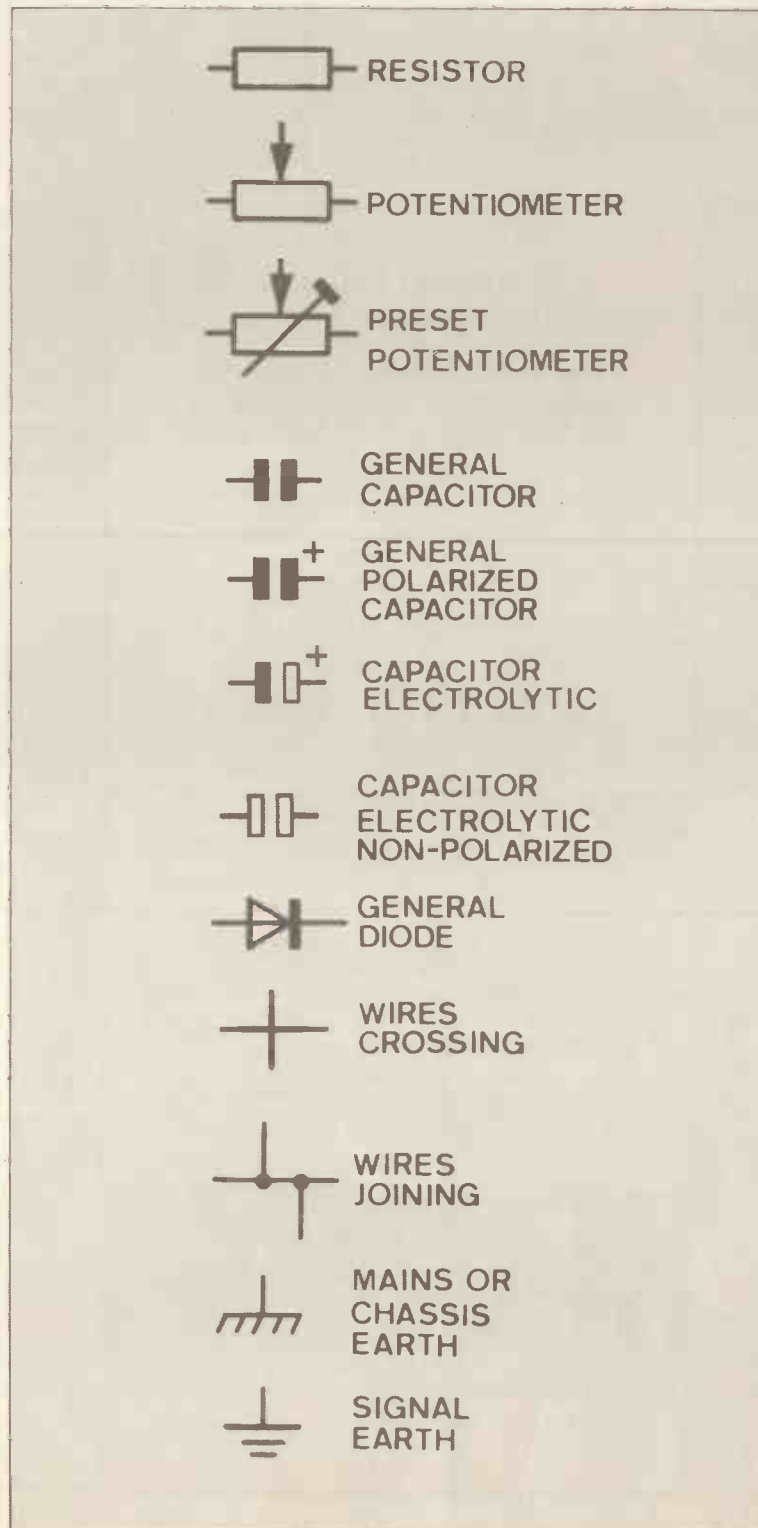 RESISTOR
POTENTIOMETER
PRESET
POTENTIOMETER
GENERAL
CAPACITOR
+
GENERAL
POLARIZED
CAPACITOR
+
CAPACITOR
ELECTROLYTIC
CAPACITOR
ELECTROLYTIC
NON-POLARIZED
GENERAL
DIODE
WIRES
CROSSING
WIRES
JOINING
MAINS OR
CHASSIS
EARTH
SIGNAL
EARTH